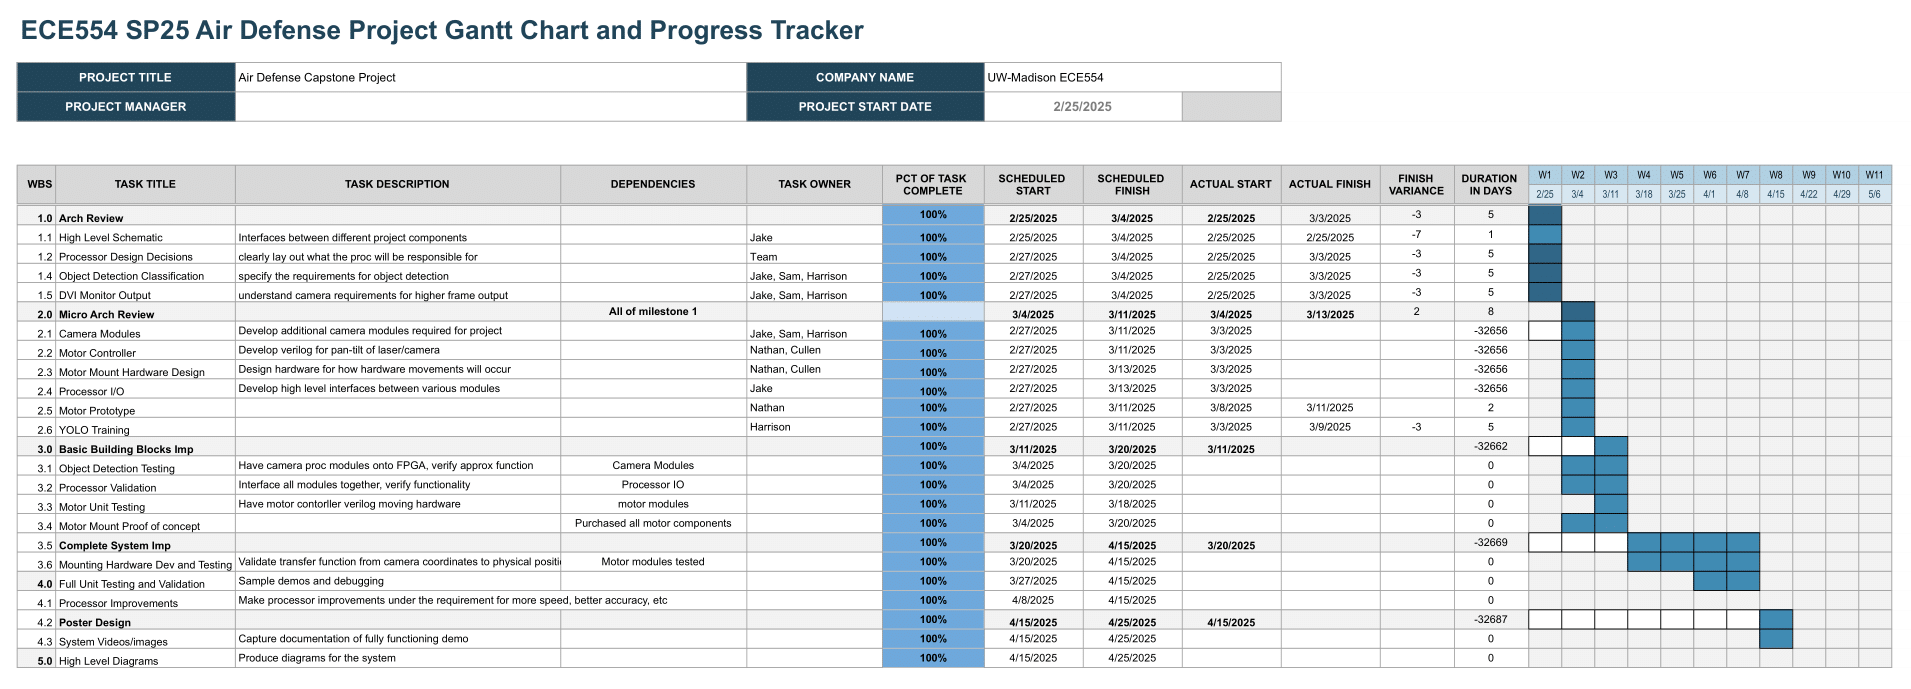 ECE554 SP25 Air Defense Project Gantt Chart and Progress Tracker
PROJECT TITLE Air Defense Capstone Project COMPANY NAME UW-Madison ECE554
PROJECT MANAGER PROJECT START DATE 2/25/2025
WBS TASK TITLE TASK DESCRIPTION DEPENDENCIES TASK OWNER PCT OF TASK COMPLETE SCHEDULED START SCHEDULED FINISH ACTUAL START ACTUAL FINISH FINISH VARIANCE DURATION IN DAYS W1 W2 W3 W4 W5 W6 W7 W8 W9 W10 W11
2/25 3/4 3/11 3/18 3/25 4/1 4/8 4/15 4/22 4/29 5/6
1.0 Arch Review 100% 2/25/2025 3/4/2025 2/25/2025 3/3/2025 -3 5
1.1 High Level Schematic Interfaces between different project components Jake 100% 2/25/2025 3/4/2025 2/25/2025 2/25/2025 -7 1
1.2 Processor Design Decisions clearly lay out what the proc will be responsible for Team 100% 2/27/2025 3/4/2025 2/25/2025 3/3/2025 -3 5
1.4 Object Detection Classification specify the requirements for object detection Jake, Sam, Harrison 100% 2/27/2025 3/4/2025 2/25/2025 3/3/2025 -3 5
1.5 DVI Monitor Output understand camera requirements for higher frame output Jake, Sam, Harrison 100% 2/27/2025 3/4/2025 2/25/2025 3/3/2025 -3 5
2.0 Micro Arch Review All of milestone 1 3/4/2025 3/11/2025 3/4/2025 3/13/2025 2 8
2.1 Camera Modules Develop additional camera modules required for project Jake, Sam, Harrison 100% 2/27/2025 3/11/2025 3/3/2025 -32656
2.2 Motor Controller Develop verilog for pan-tilt of laser/camera Nathan, Cullen 100% 2/27/2025 3/11/2025 3/3/2025 -32656
2.3 Motor Mount Hardware Design Design hardware for how hardware movements will occur Nathan, Cullen 100% 2/27/2025 3/13/2025 3/3/2025 -32656
2.4 Processor I/O Develop high level interfaces between various modules Jake 100% 2/27/2025 3/13/2025 3/3/2025 -32656
2.5 Motor Prototype Nathan 100% 2/27/2025 3/11/2025 3/8/2025 3/11/2025 2
2.6 YOLO Training Harrison 100% 2/27/2025 3/11/2025 3/3/2025 3/9/2025 -3 5
3.0 Basic Building Blocks Imp 100% 3/11/2025 3/20/2025 3/11/2025 -32662
3.1 Object Detection Testing Have camera proc modules onto FPGA, verify approx function Camera Modules 100% 3/4/2025 3/20/2025 0
3.2 Processor Validation Interface all modules together, verify functionality Processor IO 100% 3/4/2025 3/20/2025 0
3.3 Motor Unit Testing Have motor contorller verilog moving hardware motor modules 100% 3/11/2025 3/18/2025 0
3.4 Motor Mount Proof of concept Purchased all motor components 100% 3/4/2025 3/20/2025 0
3.5 Complete System Imp 100% 3/20/2025 4/15/2025 3/20/2025 -32669
3.6 Mounting Hardware Dev and Testing Validate transfer function from camera coordinates to physical positi Motor modules tested 100% 3/20/2025 4/15/2025 0
4.0 Full Unit Testing and Validation Sample demos and debugging 100% 3/27/2025 4/15/2025 0
4.1 Processor Improvements Make processor improvements under the requirement for more speed, better accuracy, etc 100% 4/8/2025 4/15/2025 0
4.2 Poster Design 100% 4/15/2025 4/25/2025 4/15/2025 -32687
4.3 System Videos/images Capture documentation of fully functioning demo 100% 4/15/2025 4/25/2025 0
5.0 High Level Diagrams Produce diagrams for the system 100% 4/15/2025 4/25/2025 0